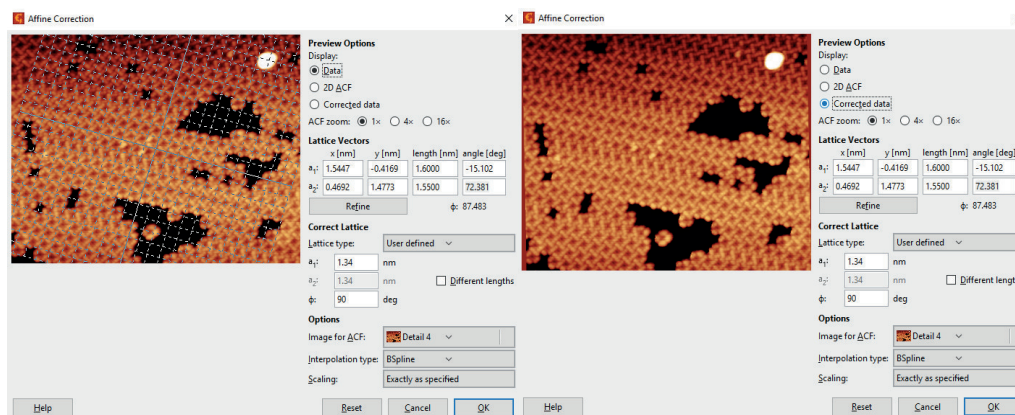 Affine Correction
Preview Options
Display:
Data
2D ACF
Corrected data
ACF zoom: 1× 4× 16×
Lattice Vectors
x [nm] y [nm] length [nm] angle [deg]
a₁: 1.5447 -0.4169 1.6000 -15.102
a₂: 0.4692 1.4773 1.5500 72.381
Refine ϕ: 87.483
Correct Lattice
Lattice type: User defined
a₁: 1.34 nm
a₂: 1.34 nm Different lengths
ϕ: 90 deg
Options
Image for ACF: Detail 4
Interpolation type: BSpline
Scaling: Exactly as specified
Help Reset Cancel OK
Affine Correction
Preview Options
Display:
Data
2D ACF
Corrected data
ACF zoom: 1× 4× 16×
Lattice Vectors
x [nm] y [nm] length [nm] angle [deg]
a₁: 1.5447 -0.4169 1.6000 -15.102
a₂: 0.4692 1.4773 1.5500 72.381
Refine ϕ: 87.483
Correct Lattice
Lattice type: User defined
a₁: 1.34 nm
a₂: 1.34 nm Different lengt
ϕ: 90 deg
Options
Image for ACF: Detail 4
Interpolation type: BSpline
Scaling: Exactly as specified
Help Reset Cancel OK